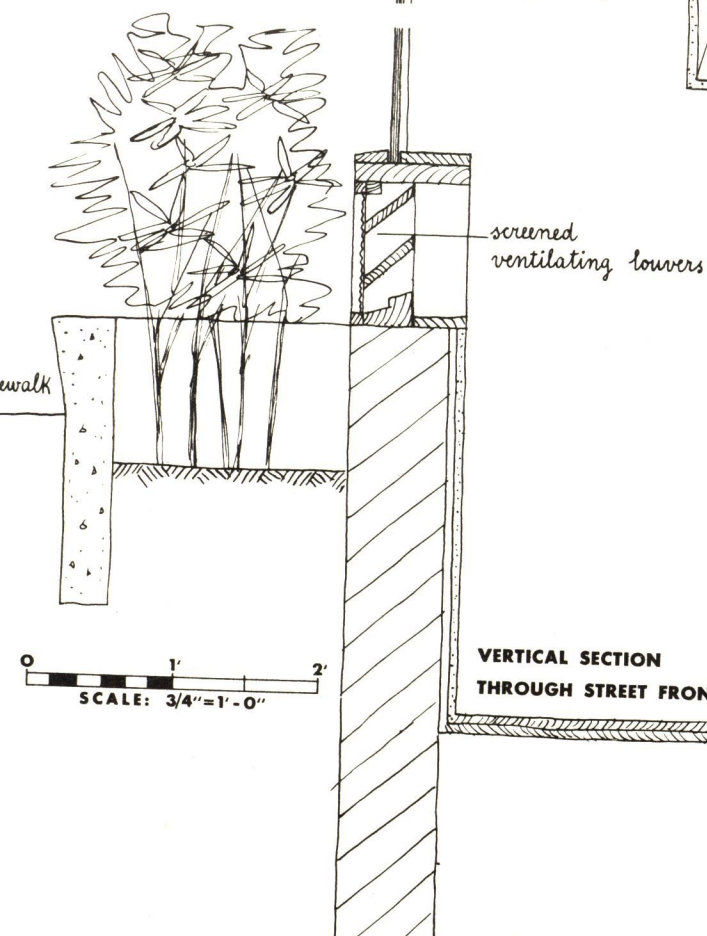 screened
ventilating louvers
ewalk
0 1' 2'
SCALE: 3/4"=1'-0"
VERTICAL SECTION
THROUGH STREET FRON